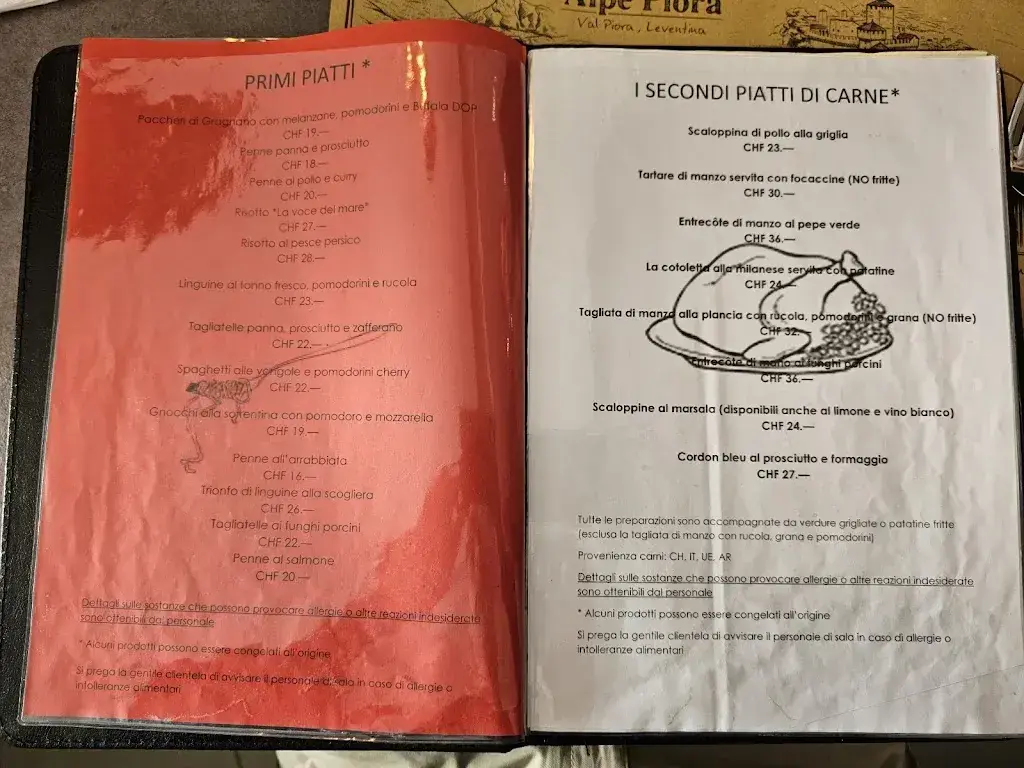 Alpe Piora
Val Piora, Leventina
PRIMI PIATTI *
Paccheri di Gragnano con melanzane, pomodorini e Bufala DOP
CHF 19.—
Penne panna e prosciutto
CHF 18.—
Penne al pollo e curry
CHF 20.—
Risotto "La voce del mare"
CHF 27.—
Risotto al pesce persico
CHF 28.—
Linguine al tonno fresco, pomodorini e rucola
CHF 23.—
Tagliatelle panna, prosciutto e zafferano
CHF 22.—
Spaghetti alle vongole e pomodorini cherry
CHF 22.—
Gnocchi alla sorrentina con pomodoro e mozzarella
CHF 19.—
Penne all'arrabbiata
CHF 16.—
Trionfo di linguine alla scogliera
CHF 26.—
Tagliatelle ai funghi porcini
CHF 22.—
Penne al salmone
CHF 20 —
Dettagli sulle sostanze che possono provocare allergie o altre reazioni indesiderate
sono ottenibili dal personale
* Alcuni prodotti possono essere congelati all'origine
Si prega la gentile clientela di avvisare il personale di sala in caso di allergie o
intolleranze alimentari
I SECONDI PIATTI DI CARNE*
Scaloppina di pollo alla griglia
CHF 23.—
Tartare di manzo servita con focaccine (NO fritte)
CHF 30.—
Entrecôte di manzo al pepe verde
CHF 36.—
La cotoletta alla milanese servita con patatine
CHF 24.—
Tagliata di manzo alla plancia con rucola, pomodorini e grana (NO fritte)
CHF 32.—
Entrecôte di manzo ai funghi porcini
CHF 36.—
Scaloppine al marsala (disponibili anche al limone e vino bianco)
CHF 24.—
Cordon bleu al prosciutto e formaggio
CHF 27.—
Tutte le preparazioni sono accompagnate da verdure grigliate o patatine fritte
(esclusa la tagliata di manzo con rucola, grana e pomodorini)
Provenienza carni: CH, IT, UE, AR
Dettagli sulle sostanze che possono provocare allergie o altre reazioni indesiderate
sono ottenibili dal personale
* Alcuni prodotti possono essere congelati all'origine
Si prega la gentile clientela di avvisare il personale di sala in caso di allergie o
intolleranze alimentari